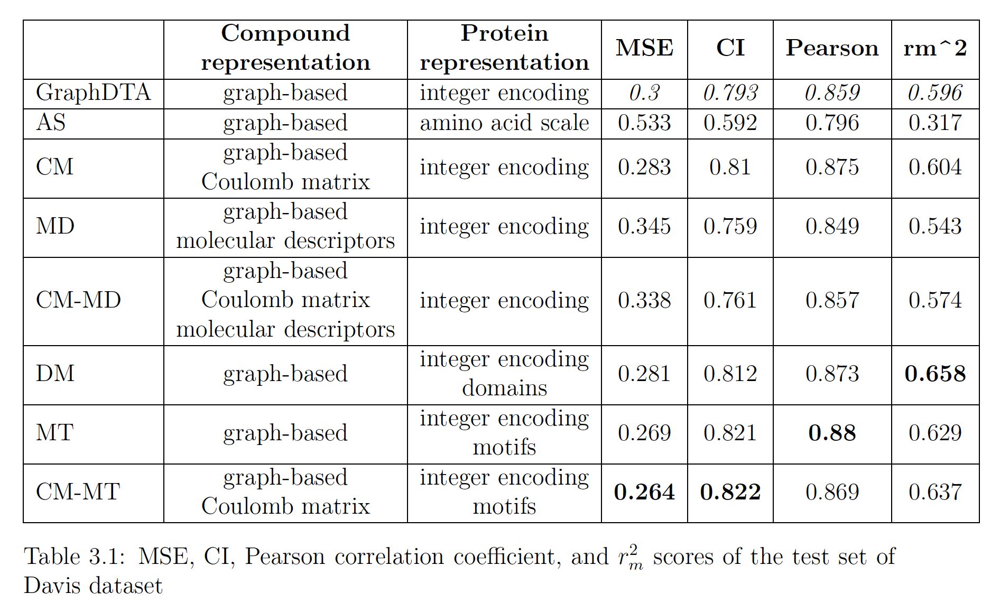 Compound representation Protein representation MSE CI Pearson rm^2
GraphDTA graph-based integer encoding 0.3 0.793 0.859 0.596
AS graph-based amino acid scale 0.533 0.592 0.796 0.317
CM graph-based Coulomb matrix integer encoding 0.283 0.81 0.875 0.604
MD graph-based molecular descriptors integer encoding 0.345 0.759 0.849 0.543
CM-MD graph-based Coulomb matrix molecular descriptors integer encoding 0.338 0.761 0.857 0.574
DM graph-based integer encoding domains 0.281 0.812 0.873 0.658
MT graph-based integer encoding motifs 0.269 0.821 0.88 0.629
CM-MT graph-based Coulomb matrix integer encoding motifs 0.264 0.822 0.869 0.637
Table 3.1: MSE, CI, Pearson correlation coefficient, and $r_m^2$ scores of the test set of
Davis dataset